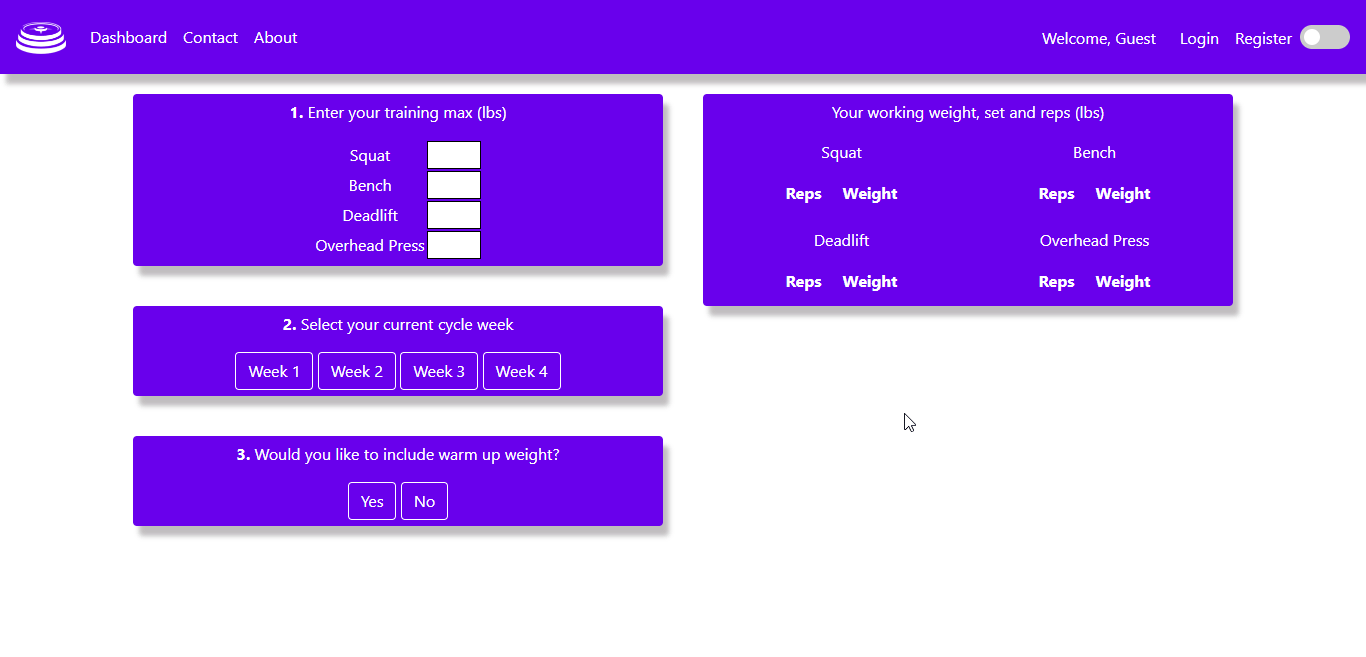 Dashboard Contact About Welcome, Guest Login Register
1. Enter your training max (lbs)
Squat
Bench
Deadlift
Overhead Press
2. Select your current cycle week
Week 1 Week 2 Week 3 Week 4
3. Would you like to include warm up weight?
Yes No
Your working weight, set and reps (lbs)
Squat Bench
Reps Weight Reps Weight
Deadlift Overhead Press
Reps Weight Reps Weight